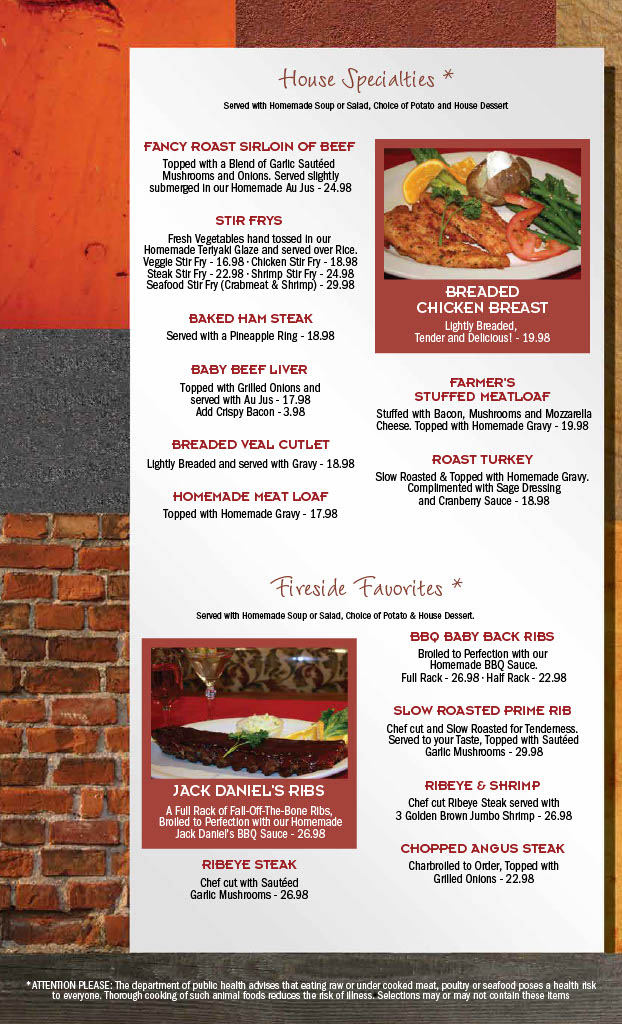 House Specialties *
Served with Homemade Soup or Salad, Choice of Potato and House Dessert
FANCY ROAST SIRLOIN OF BEEF
Topped with a Blend of Garlic Sautéed
Mushrooms and Onions. Served slightly
submerged in our Homemade Au Jus - 24.98
STIR FRYS
Fresh Vegetables hand tossed in our
Homemade Teriyaki Glaze and served over Rice.
Veggie Stir Fry - 16.98 · Chicken Stir Fry - 18.98
Steak Stir Fry - 22.98 · Shrimp Stir Fry - 24.98
Seafood Stir Fry (Crabmeat & Shrimp) - 29.98
BAKED HAM STEAK
Served with a Pineapple Ring - 18.98
BABY BEEF LIVER
Topped with Grilled Onions and
served with Au Jus - 17.98
Add Crispy Bacon - 3.98
BREADED VEAL CUTLET
Lightly Breaded and served with Gravy - 18.98
HOMEMADE MEAT LOAF
Topped with Homemade Gravy - 17.98
BREADED
CHICKEN BREAST
Lightly Breaded,
Tender and Delicious! - 19.98
FARMER'S
STUFFED MEATLOAF
Stuffed with Bacon, Mushrooms and Mozzarella
Cheese. Topped with Homemade Gravy - 19.98
ROAST TURKEY
Slow Roasted & Topped with Homemade Gravy.
Complimented with Sage Dressing
and Cranberry Sauce - 18.98
Fireside Favorites *
Served with Homemade Soup or Salad, Choice of Potato & House Dessert.
JACK DANIEL'S RIBS
A Full Rack of Fall-Off-The-Bone Ribs,
Broiled to Perfection with our Homemade
Jack Daniel's BBQ Sauce - 26.98
RIBEYE STEAK
Chef cut with Sautéed
Garlic Mushrooms - 26.98
BBQ BABY BACK RIBS
Broiled to Perfection with our
Homemade BBQ Sauce.
Full Rack - 26.98 · Half Rack - 22.98
SLOW ROASTED PRIME RIB
Chef cut and Slow Roasted for Tenderness.
Served to your Taste, Topped with Sautéed
Garlic Mushrooms - 29.98
RIBEYE & SHRIMP
Chef cut Ribeye Steak served with
3 Golden Brown Jumbo Shrimp - 26.98
CHOPPED ANGUS STEAK
Charbroiled to Order, Topped with
Grilled Onions - 22.98
*ATTENTION PLEASE: The department of public health advises that eating raw or under cooked meat, poultry or seafood poses a health risk
to everyone. Thorough cooking of such animal foods reduces the risk of illness. Selections may or may not contain these items